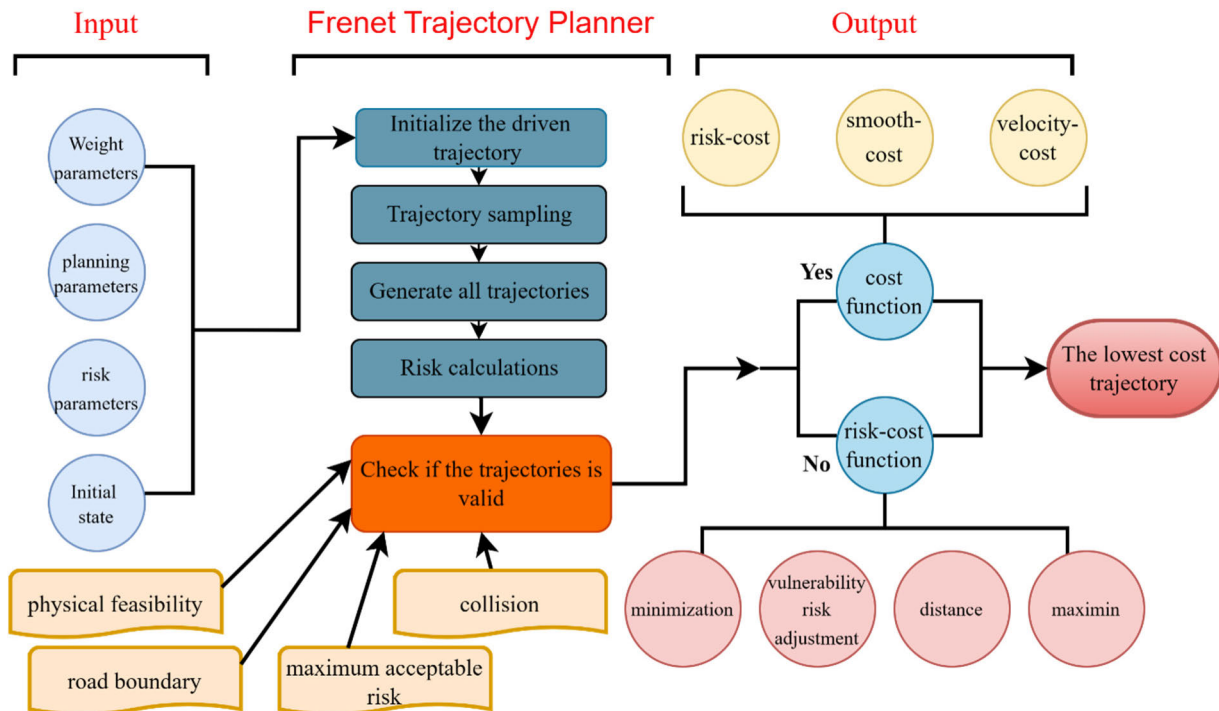 Input
Frenet Trajectory Planner
Output
Weight
parameters
planning
parameters
risk
parameters
Initial
state
Initialize the driven
trajectory
Trajectory sampling
Generate all trajectories
Risk calculations
Check if the trajectories is
valid
physical feasibility
road boundary
maximum acceptable
risk
collision
risk-cost
smooth-
cost
velocity-
cost
Yes
cost
function
No
risk-cost
function
The lowest cost
trajectory
minimization
vulnerability
risk
adjustment
distance
maximin